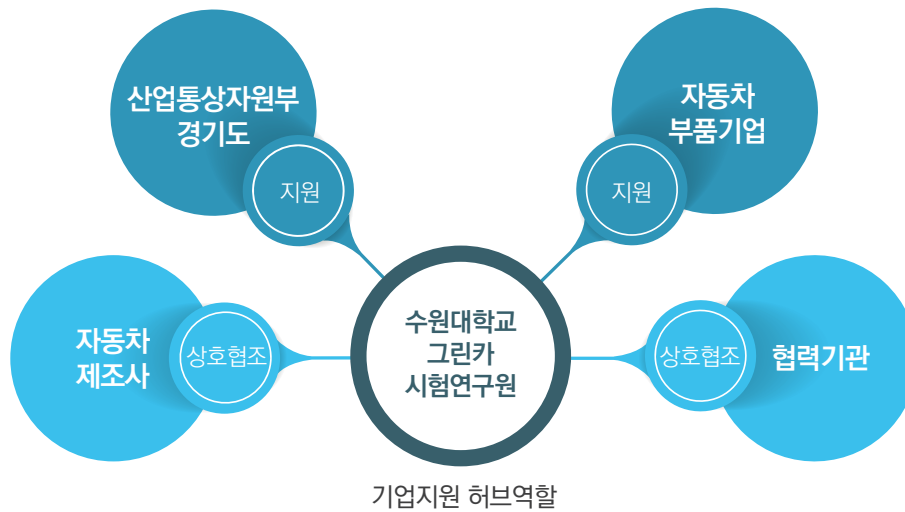 산업통상자원부
경기도
지원
자동차
부품기업
지원
자동차
제조사
상호협조
수원대학교
그린카
시험연구원
상호협조
협력기관
기업지원 허브역할